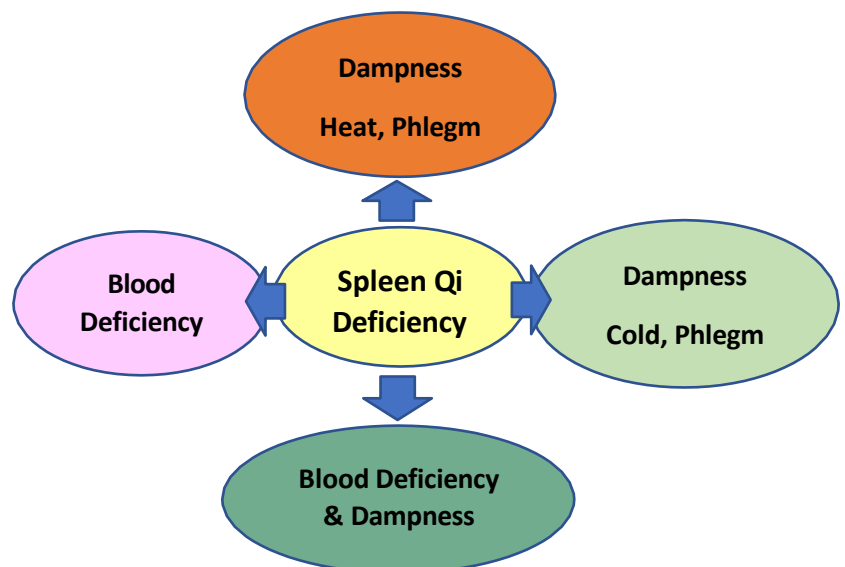 Dampness
Heat, Phlegm
Blood
Deficiency
Spleen Qi
Deficiency
Dampness
Cold, Phlegm
Blood Deficiency
& Dampness